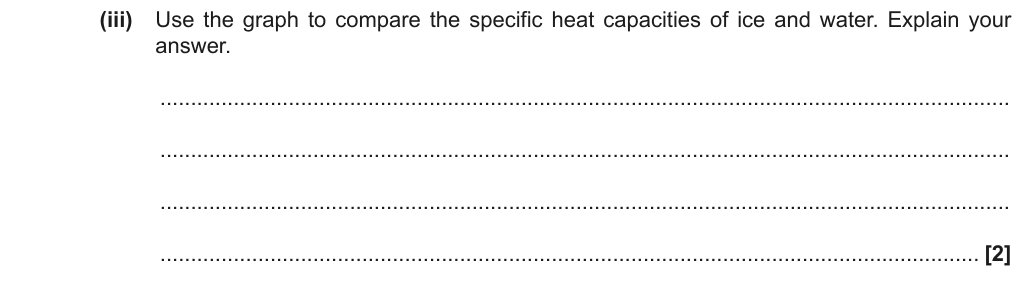 (iii) Use the graph to compare the specific heat capacities of ice and water. Explain your
answer.
..........................................................................................................................................
..........................................................................................................................................
..........................................................................................................................................
..................................................................................................................................... [2]